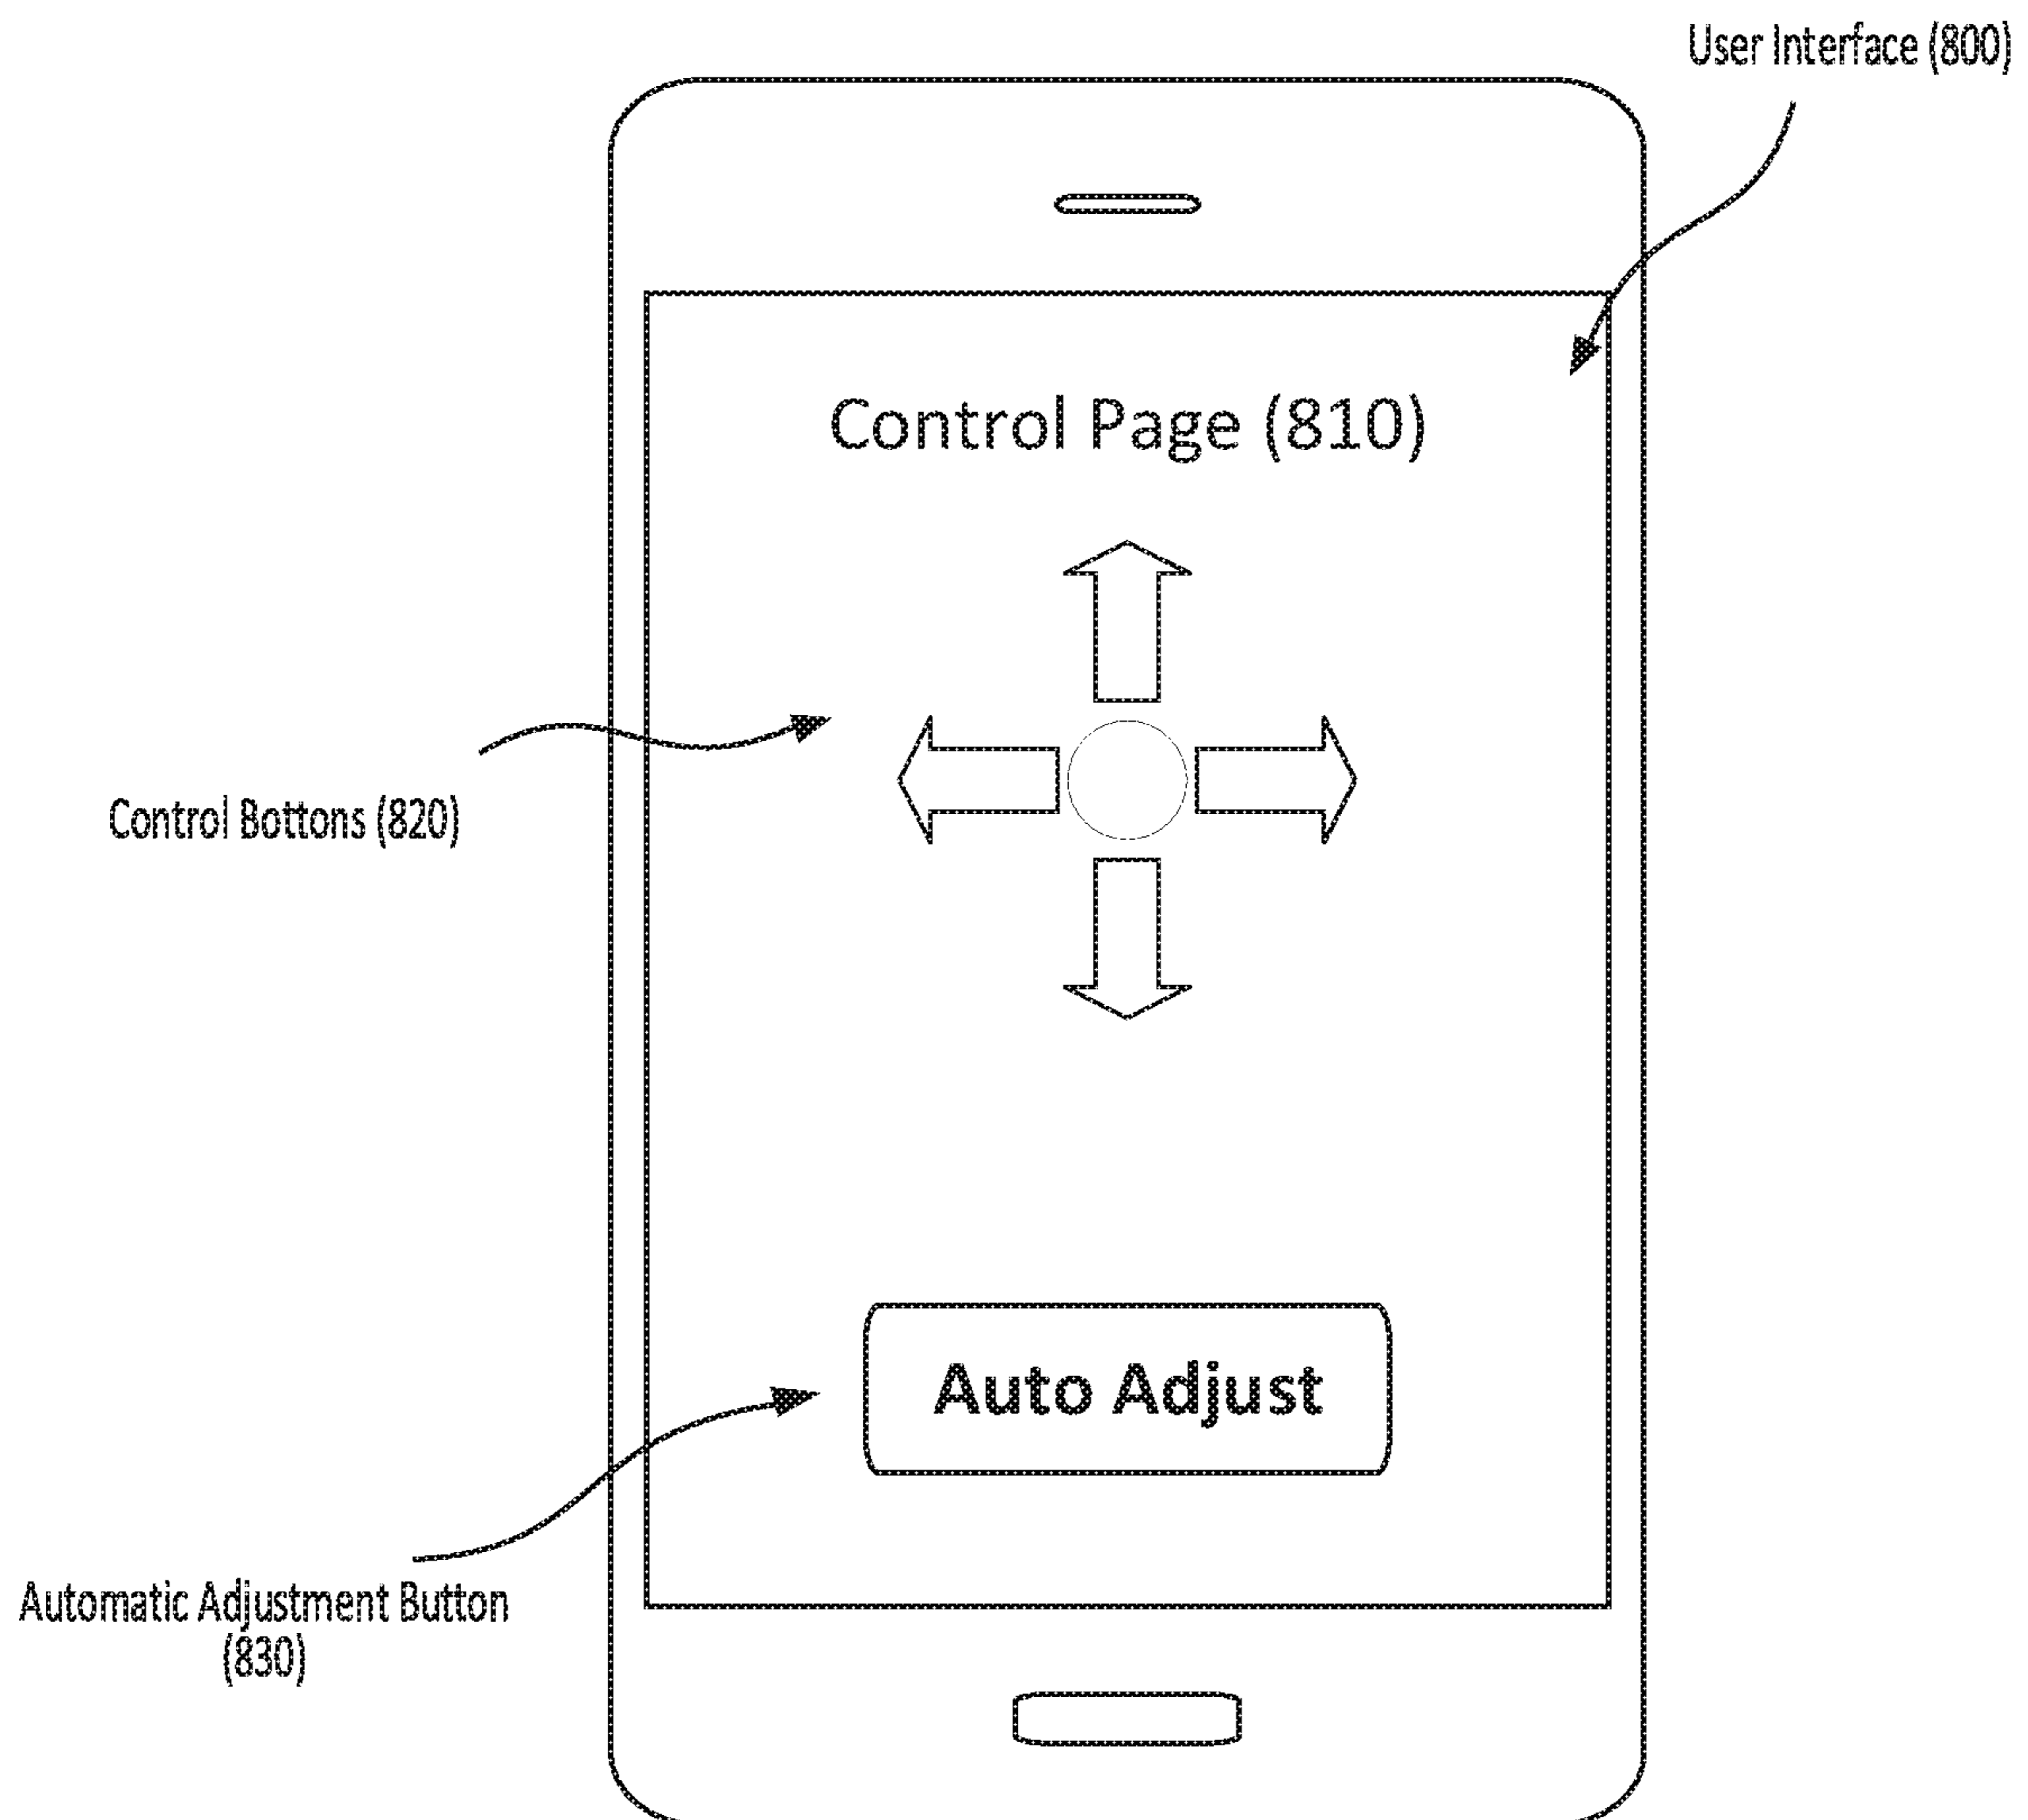 User Interface (800)
Control Page (810)
Control Bottons (820)
Auto Adjust
Automatic Adjustment Button
(830)